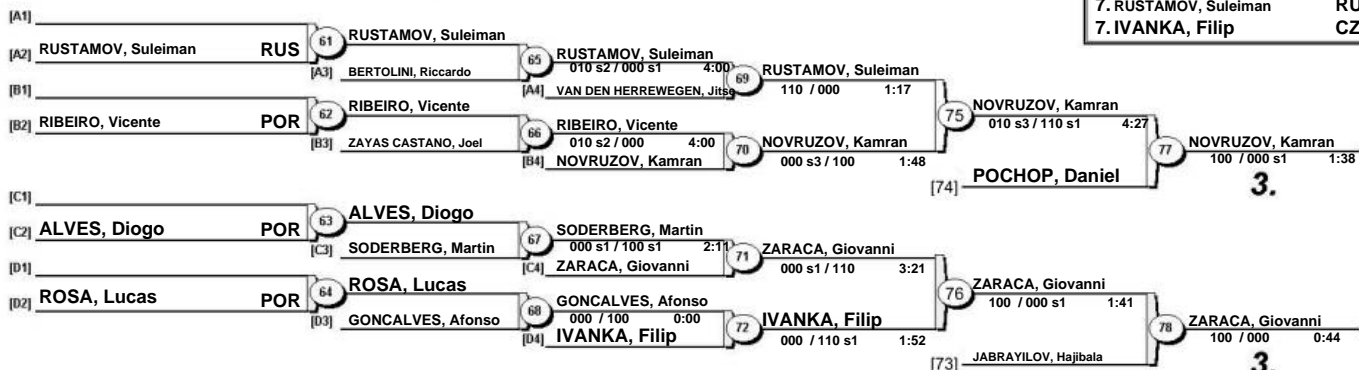 7. RUSTAMOV, Suleiman RU
7. IVANKA, Filip CZ
[A1]
[A2] RUSTAMOV, Suleiman RUS
61
RUSTAMOV, Suleiman
[A3] BERTOLINI, Riccardo
65
RUSTAMOV, Suleiman
010 s2 / 000 s1 4:00
[A4] VAN DEN HERREWEGEN, Jitse
69
RUSTAMOV, Suleiman
110 / 000 1:17
[B1]
[B2] RIBEIRO, Vicente POR
62
RIBEIRO, Vicente
[B3] ZAYAS CASTANO, Joel
66
RIBEIRO, Vicente
010 s2 / 000 4:00
[B4] NOVRUZOV, Kamran
70
NOVRUZOV, Kamran
000 s3 / 100 1:48
75
NOVRUZOV, Kamran
010 s3 / 110 s1 4:27
[74] POCHOP, Daniel
77
NOVRUZOV, Kamran
100 / 000 s1 1:38
3.
[C1]
[C2] ALVES, Diogo POR
63
ALVES, Diogo
[C3] SODERBERG, Martin
67
SODERBERG, Martin
000 s1 / 100 s1 2:11
[C4] ZARACA, Giovanni
71
ZARACA, Giovanni
000 s1 / 110 3:21
[D1]
[D2] ROSA, Lucas POR
64
ROSA, Lucas
[D3] GONCALVES, Afonso
68
GONCALVES, Afonso
000 / 100 0:00
[D4] IVANKA, Filip
72
IVANKA, Filip
000 / 110 s1 1:52
76
ZARACA, Giovanni
100 / 000 s1 1:41
[73] JABRAYILOV, Hajibala
78
ZARACA, Giovanni
100 / 000 0:44
3.